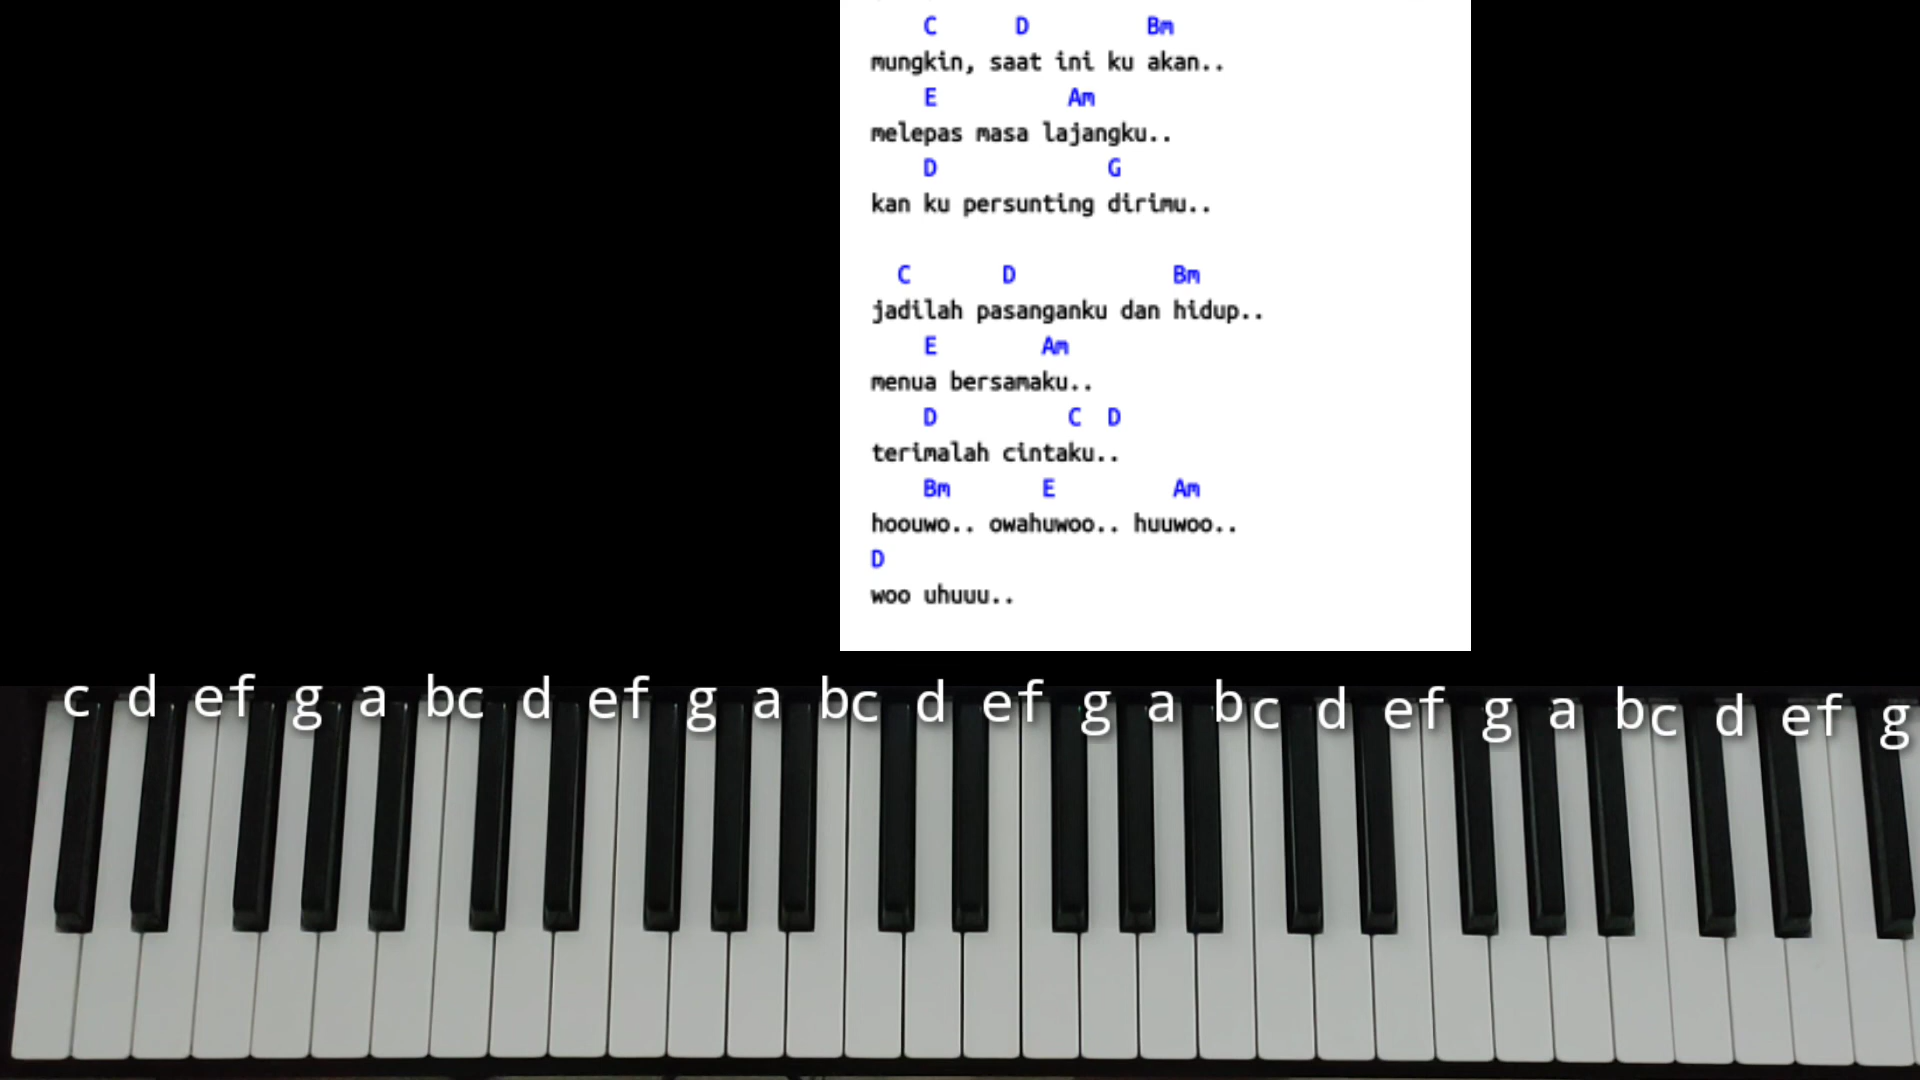 C D Bm
mungkin, saat ini ku akan..
E Am
melepas masa lajangku..
D G
kan ku persunting dirimu..
C D Bm
jadilah pasanganku dan hidup..
E Am
menua bersamaku..
D C D
terimalah cintaku..
Bm E Am
hoouwo.. owahuwoo.. huuwoo..
D
woo uhuuu..
c d ef g a bc d ef g a bc d ef g a bc d ef g a bc d ef g